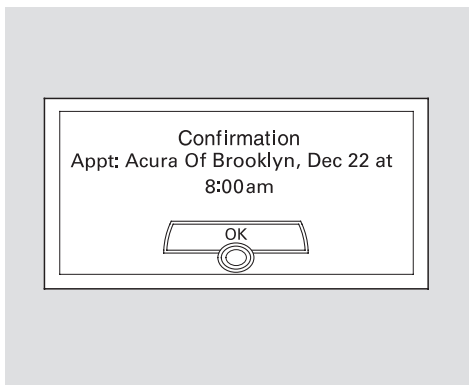 Confirmation
Appt: Acura Of Brooklyn, Dec 22 at
8:00am
OK